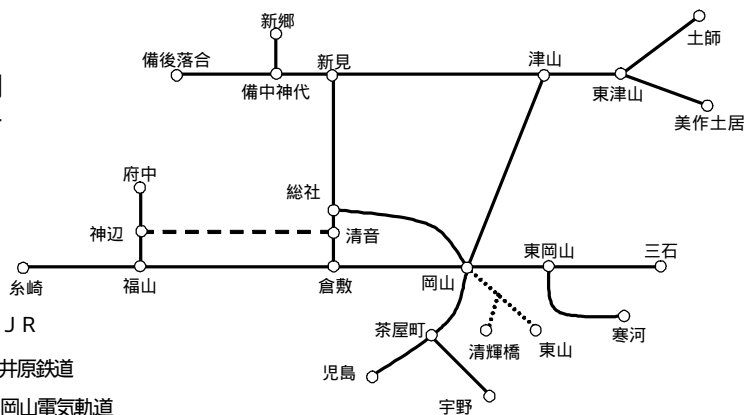 新郷
土師
備後落合
新見
津山
備中神代
東津山
美作土居
府中
総社
神辺
清音
東岡山
三石
糸崎
福山
倉敷
岡山
ＪＲ
茶屋町
清輝橋
東山
寒河
井原鉄道
児島
岡山電気軌道
宇野